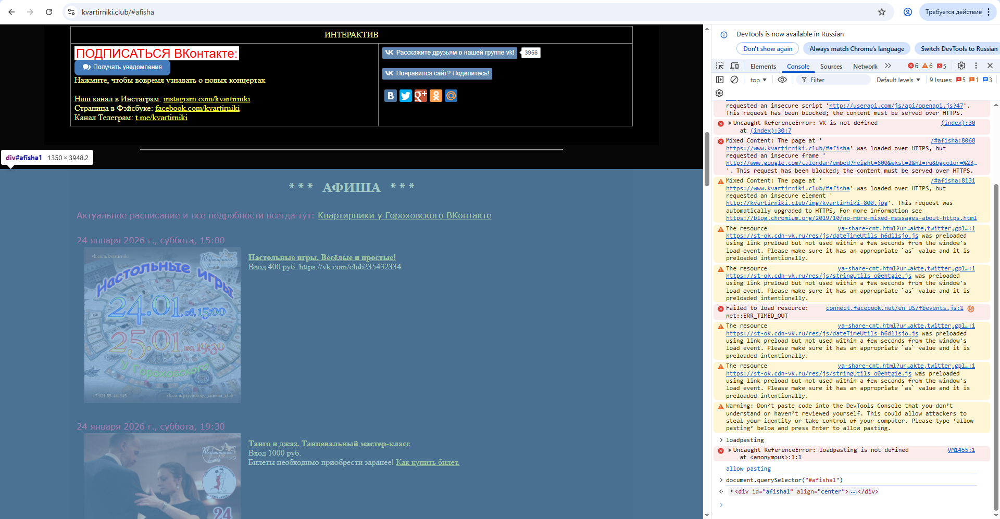 kvartirniki.club/#afisha
Требуется действие
ИНТЕРАКТИВ
ПОДПИСАТЬСЯ ВКонтакте:
Получать уведомления
Нажмите, чтобы вовремя узнавать о новых концертах
Наш канал в Инстаграм: instagram.com/kvartirniki
Страница в Фэйсбуке: facebook.com/kvartirniki
Канал Телеграм: t.me/kvartirniki
Расскажите друзьям о нашей группе vk! 3956
Понравился сайт? Поделитесь!
div#afisha1 1350 × 3948.2
* * * АФИША * * *
Актуальное расписание и все подробности всегда тут: Квартирники у Гороховского ВКонтакте
24 января 2026 г., суббота, 15:00
vk.com/kvartirniki
Настольные игры
24.01, сб, 15:00
25.01, вс, 19:30
У Гороховского
+7 921 55-44-345 vk.com/psychology_cinema_club
Настольные игры. Весёлые и простые!
Вход 400 руб. https://vk.com/club235432334
24 января 2026 г., суббота, 19:30
24
Танго и джаз. Танцевальный мастер-класс
Вход 1000 руб.
Билеты необходимо приобрести заранее! Как купить билет.
DevTools is now available in Russian
Don't show again Always match Chrome's language Switch DevTools to Russian
Elements Console Sources Network 6 6 5
top Filter Default levels 9 Issues: 5 1 3
requested an insecure script 'http://userapi.com/js/api/openapi.js?47'.
This request has been blocked; the content must be served over HTTPS.
Uncaught ReferenceError: VK is not defined (index):30
at (index):30:7
Mixed Content: The page at ' /#afisha:8068
https://www.kvartirniki.club/#afisha' was loaded over HTTPS, but
requested an insecure frame '
http://www.google.com/calendar/embed?height=600&wkst=2&hl=ru&bgcolor=%23…
'. This request has been blocked; the content must be served over HTTPS.
Mixed Content: The page at ' /#afisha:8131
https://www.kvartirniki.club/#afisha' was loaded over HTTPS, but
requested an insecure element '
http://kvartirniki.club/img/kvartirniki-800.jpg'. This request was
automatically upgraded to HTTPS, For more information see
https://blog.chromium.org/2019/10/no-more-mixed-messages-about-https.html
The resource ya-share-cnt.html?ur…akte,twitter,gpl…:1
https://st-ok.cdn-vk.ru/res/js/dateTimeUtils_h6d11sjo.js was preloaded
using link preload but not used within a few seconds from the window's
load event. Please make sure it has an appropriate `as` value and it is
preloaded intentionally.
The resource ya-share-cnt.html?ur…akte,twitter,gpl…:1
https://st-ok.cdn-vk.ru/res/js/stringUtils_o0ehtgie.js was preloaded
using link preload but not used within a few seconds from the window's
load event. Please make sure it has an appropriate `as` value and it is
preloaded intentionally.
Failed to load resource: connect.facebook.net/en_US/fbevents.js:1
net::ERR_TIMED_OUT
The resource ya-share-cnt.html?ur…akte,twitter,gpl…:1
https://st-ok.cdn-vk.ru/res/js/dateTimeUtils_h6d11sjo.js was preloaded
using link preload but not used within a few seconds from the window's
load event. Please make sure it has an appropriate `as` value and it is
preloaded intentionally.
The resource ya-share-cnt.html?ur…akte,twitter,gpl…:1
https://st-ok.cdn-vk.ru/res/js/stringUtils_o0ehtgie.js was preloaded
using link preload but not used within a few seconds from the window's
load event. Please make sure it has an appropriate `as` value and it is
preloaded intentionally.
Warning: Don’t paste code into the DevTools Console that you don’t
understand or haven’t reviewed yourself. This could allow attackers to
steal your identity or take control of your computer. Please type ‘allow
pasting’ below and press Enter to allow pasting.
loadpasting
Uncaught ReferenceError: loadpasting is not defined VM1455:1
at <anonymous>:1:1
allow pasting
document.querySelector("#afisha1")
<div id="afisha1" align="center">…</div>